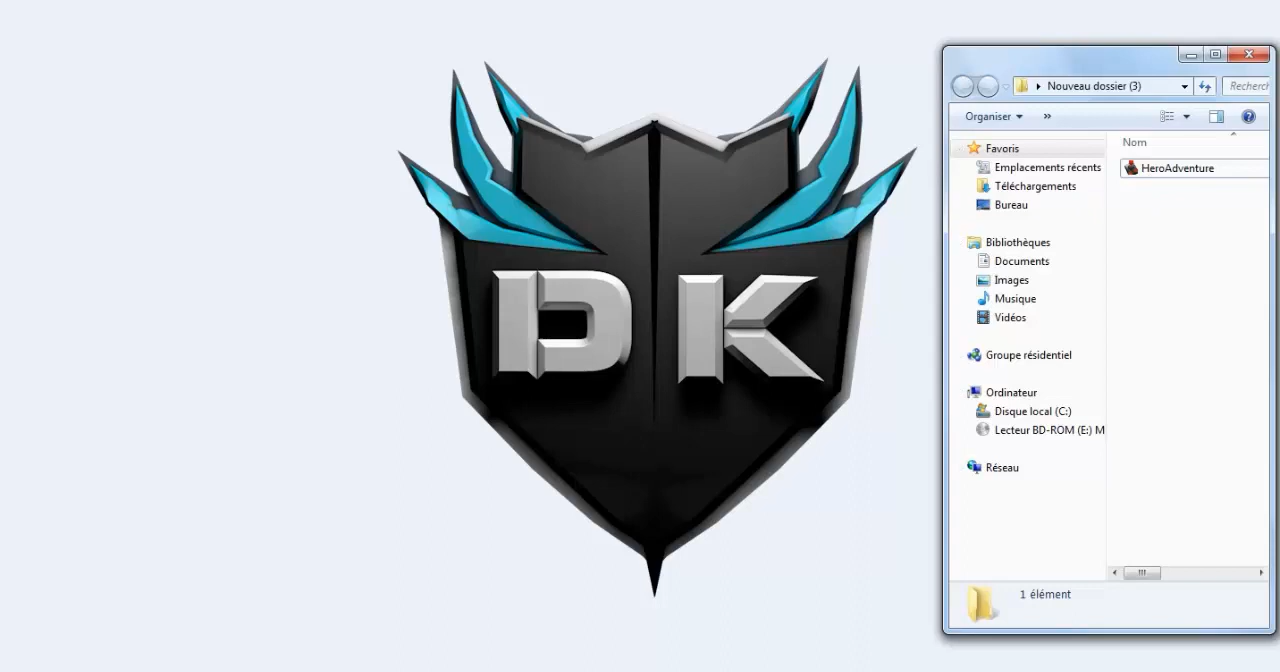 DK
Nouveau dossier (3)
Recherch
Organiser
»
Nom
Favoris
Emplacements récents
HeroAdventure
Téléchargements
Bureau
Bibliothèques
Documents
Images
Musique
Vidéos
Groupe résidentiel
Ordinateur
Disque local (C:)
Lecteur BD-ROM (E:) M
Réseau
1 élément